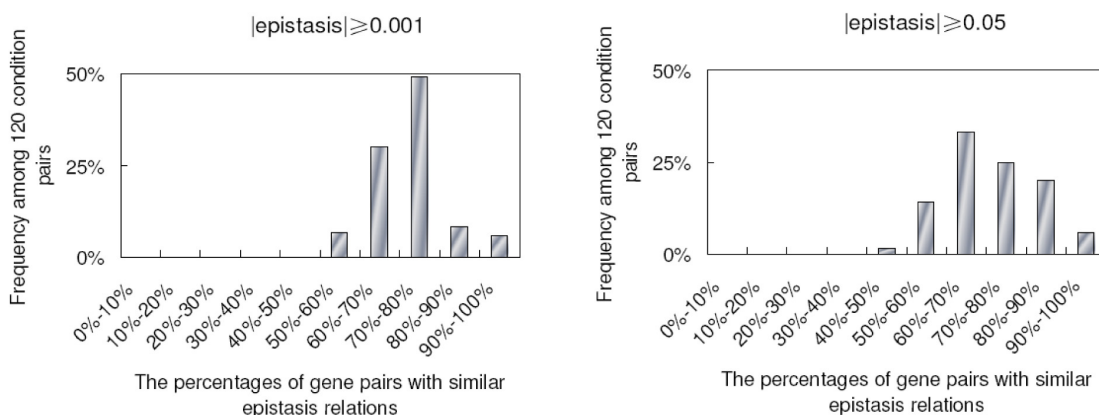 |epistasis|⩾0.001
Frequency among 120 condition
pairs
50%
25%
0%
0%-10%
10%-20%
20%-30%
30%-40%
40%-50%
50%-60%
60%-70%
70%-80%
80%-90%
90%-100%
The percentages of gene pairs with similar
epistasis relations
|epistasis|⩾0.05
Frequency among 120 condition
pairs
50%
25%
0%
0%-10%
10%-20%
20%-30%
30%-40%
40%-50%
50%-60%
60%-70%
70%-80%
80%-90%
90%-100%
The percentages of gene pairs with similar
epistasis relations